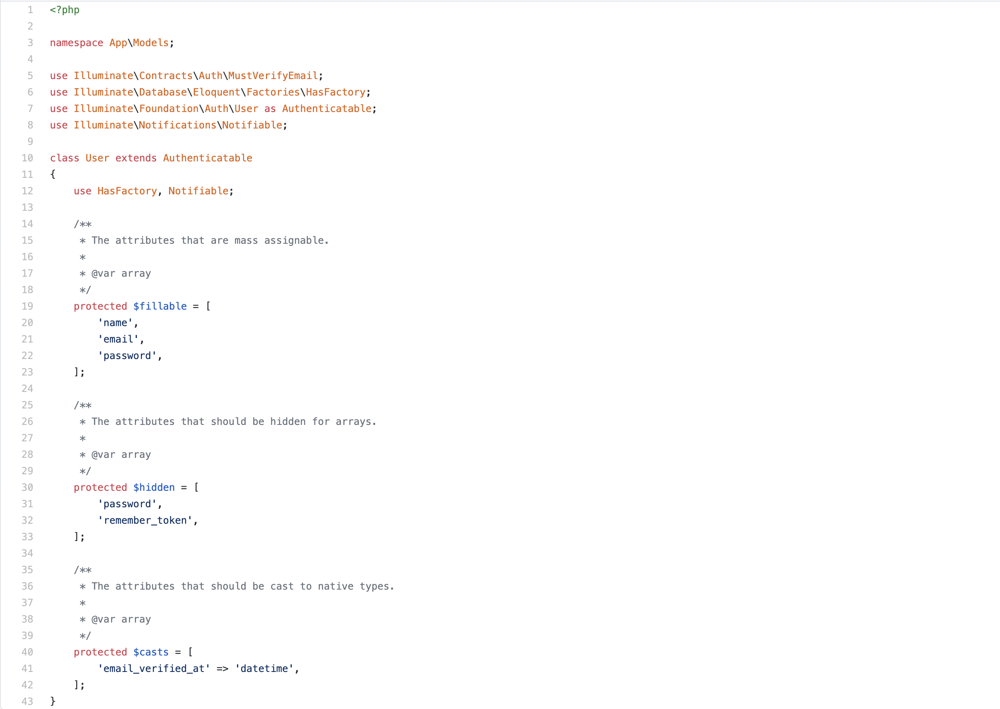 1 <?php
2
3 namespace App\Models;
4
5 use Illuminate\Contracts\Auth\MustVerifyEmail;
6 use Illuminate\Database\Eloquent\Factories\HasFactory;
7 use Illuminate\Foundation\Auth\User as Authenticatable;
8 use Illuminate\Notifications\Notifiable;
9
10 class User extends Authenticatable
11 {
12     use HasFactory, Notifiable;
13
14     /**
15      * The attributes that are mass assignable.
16      *
17      * @var array
18      */
19     protected $fillable = [
20         'name',
21         'email',
22         'password',
23     ];
24
25     /**
26      * The attributes that should be hidden for arrays.
27      *
28      * @var array
29      */
30     protected $hidden = [
31         'password',
32         'remember_token',
33     ];
34
35     /**
36      * The attributes that should be cast to native types.
37      *
38      * @var array
39      */
40     protected $casts = [
41         'email_verified_at' => 'datetime',
42     ];
43 }